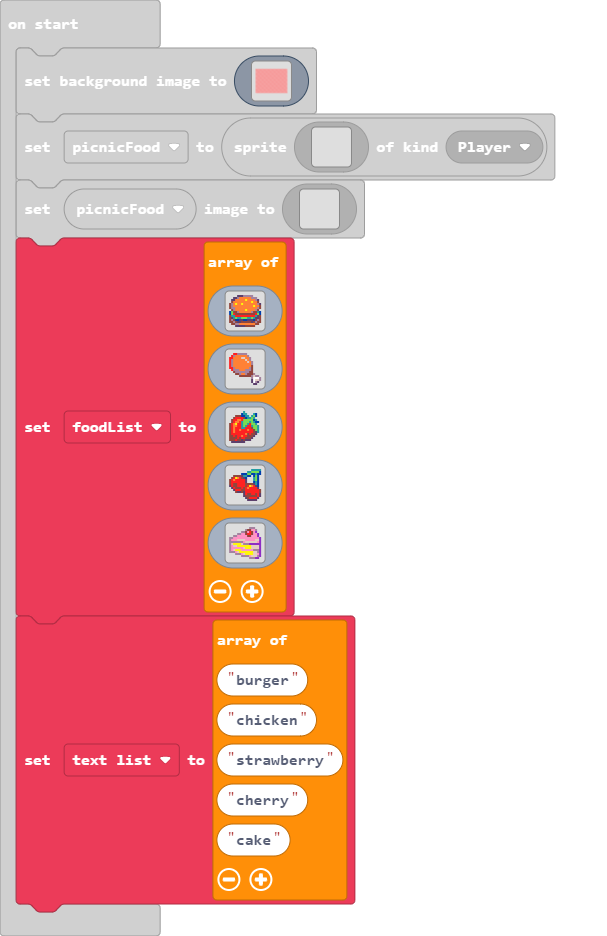 on start
set background image to
set picnicFood to sprite of kind Player
set picnicFood image to
array of
set foodList to
array of
"burger"
"chicken"
set text list to "strawberry"
"cherry"
"cake"